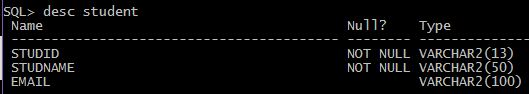 SQL> desc student
Name Null? Type
----------------------------------------- -------- ----------------
STUDID NOT NULL VARCHAR2(13)
STUDNAME NOT NULL VARCHAR2(50)
EMAIL VARCHAR2(100)